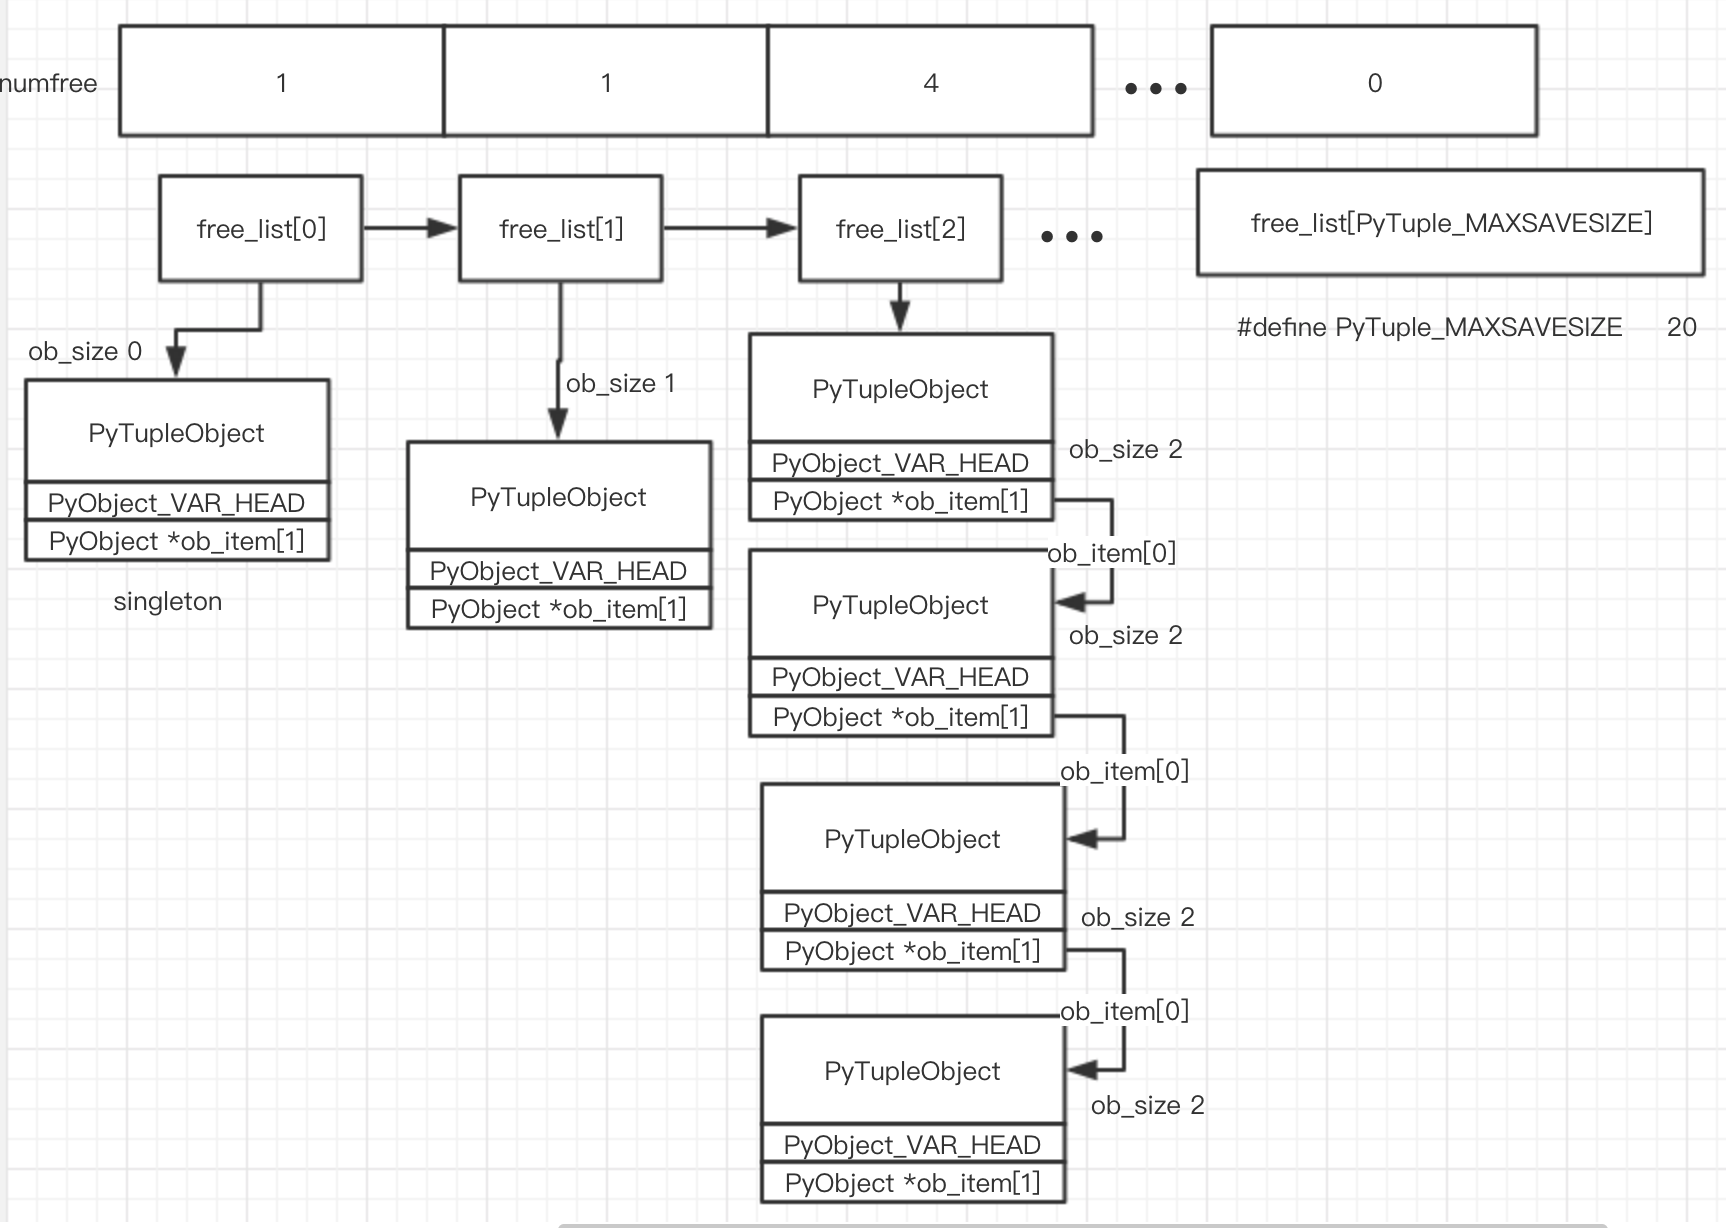 numfree 1 1 4 ••• 0
free_list[0] free_list[1] free_list[2] ••• free_list[PyTuple_MAXSAVESIZE]
#define PyTuple_MAXSAVESIZE 20
ob_size 0
PyTupleObject
PyObject_VAR_HEAD
PyObject *ob_item[1]
singleton
ob_size 1
PyTupleObject
PyObject_VAR_HEAD
PyObject *ob_item[1]
PyTupleObject
ob_size 2
PyObject_VAR_HEAD
PyObject *ob_item[1]
ob_item[0]
PyTupleObject
ob_size 2
PyObject_VAR_HEAD
PyObject *ob_item[1]
ob_item[0]
PyTupleObject
PyObject_VAR_HEAD
ob_size 2
PyObject *ob_item[1]
ob_item[0]
PyTupleObject
ob_size 2
PyObject_VAR_HEAD
PyObject *ob_item[1]